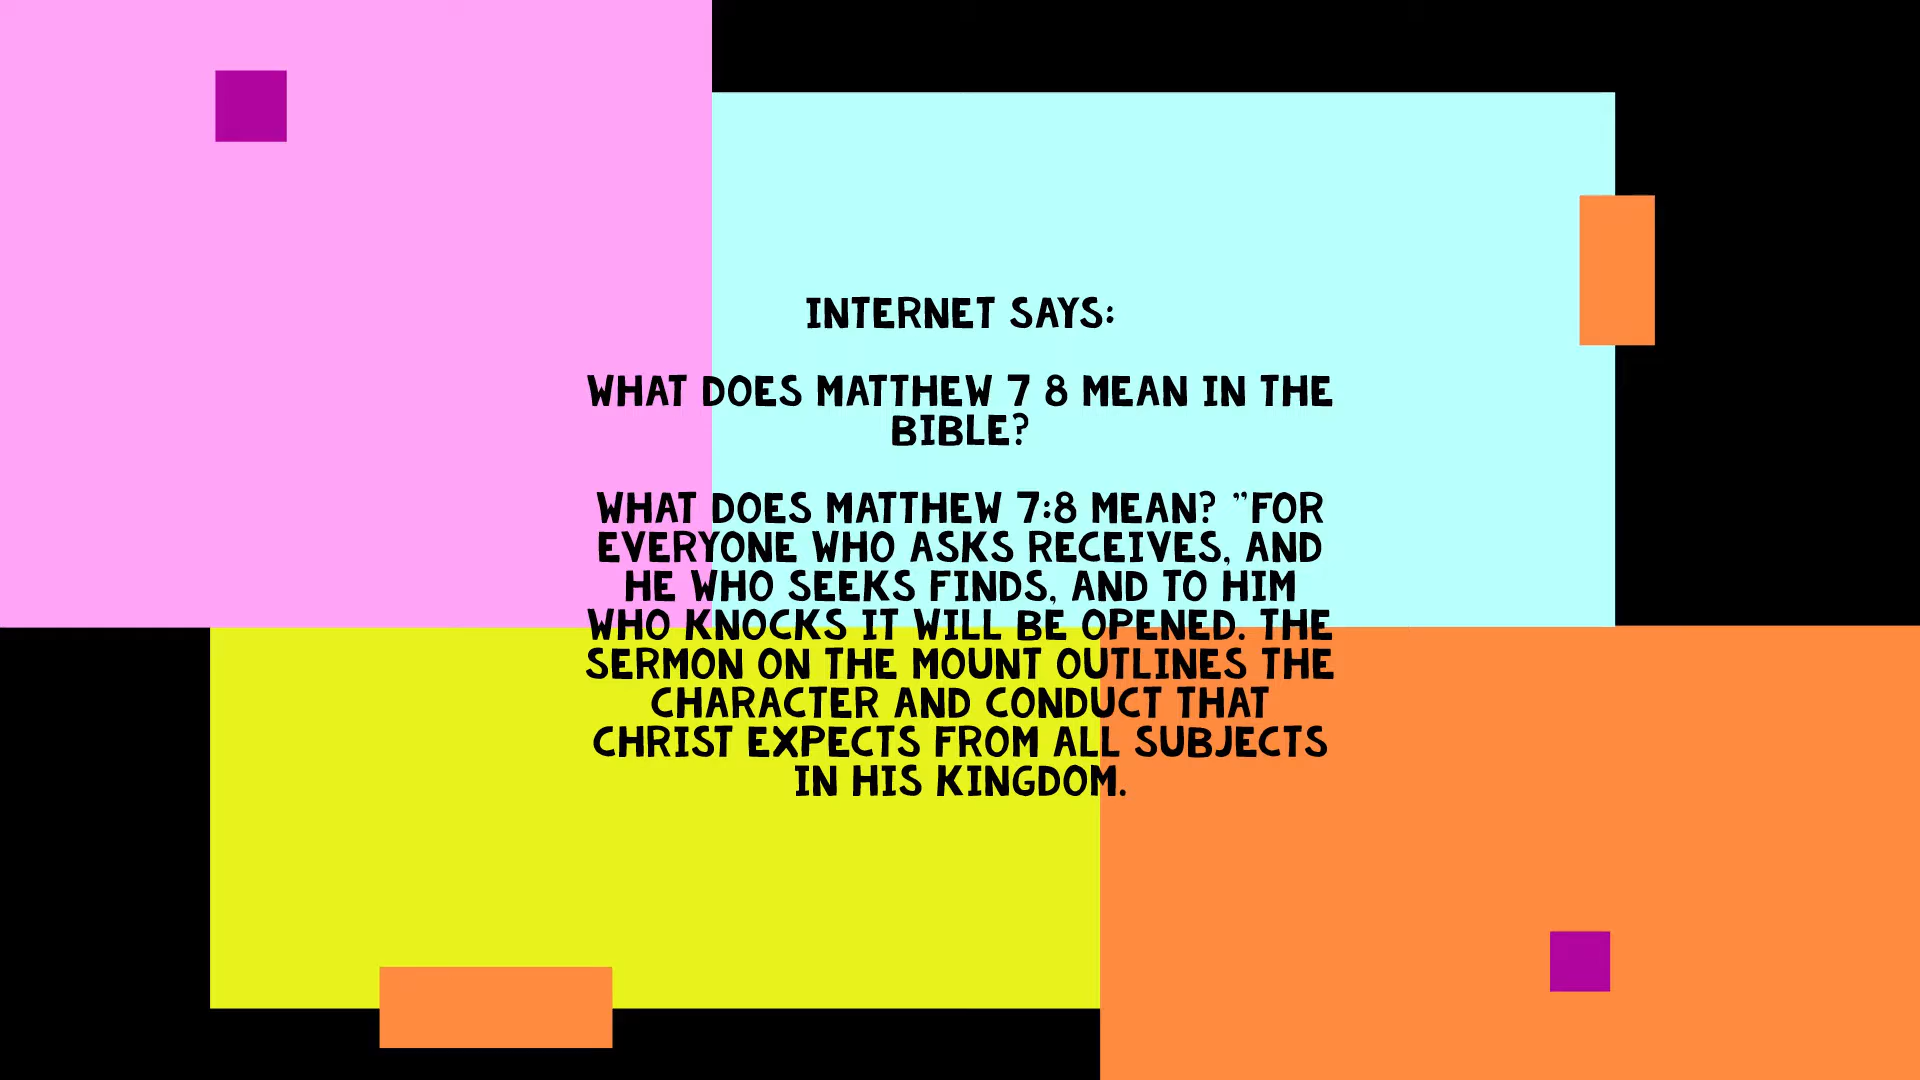 INTERNET SAYS:
WHAT DOES MATTHEW 7 8 MEAN IN THE
BIBLE?
WHAT DOES MATTHEW 7:8 MEAN? "FOR
EVERYONE WHO ASKS RECEIVES, AND
HE WHO SEEKS FINDS, AND TO HIM
WHO KNOCKS IT WILL BE OPENED. THE
SERMON ON THE MOUNT OUTLINES THE
CHARACTER AND CONDUCT THAT
CHRIST EXPECTS FROM ALL SUBJECTS
IN HIS KINGDOM.